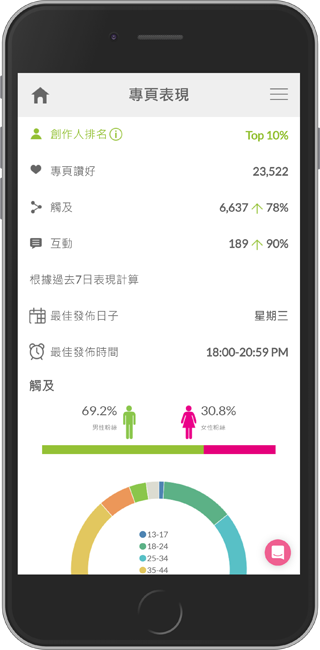 專頁表現
創作人排名 Top 10%
專頁讚好 23,522
觸及 6,637 ↑ 78%
互動 189 ↑ 90%
根據過去7日表現計算
最佳發佈日子 星期三
最佳發佈時間 18:00-20:59 PM
觸及
69.2% 30.8%
男性粉絲 女性粉絲
13-17
18-24
25-34
35-44